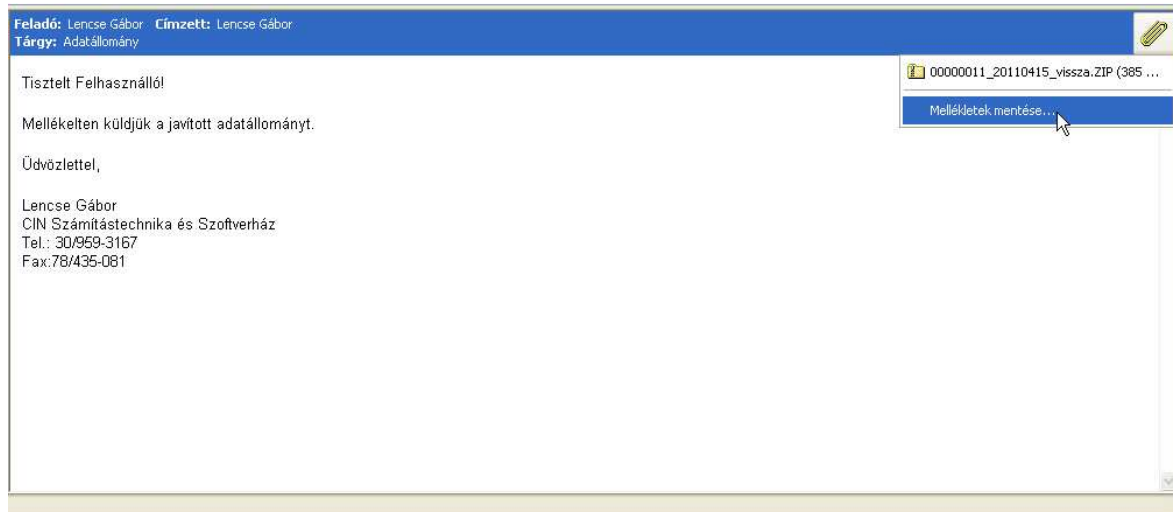 Feladó: Lencse Gábor Címzett: Lencse Gábor
Tárgy: Adatállomány
00000011_20110415_vissza.ZIP (385 ...
Mellékletek mentése...
Tisztelt Felhasználló!
Mellékelten küldjük a javított adatállományt.
Üdvözlettel,
Lencse Gábor
CIN Számítástechnika és Szoftverház
Tel.: 30/959-3167
Fax:78/435-081